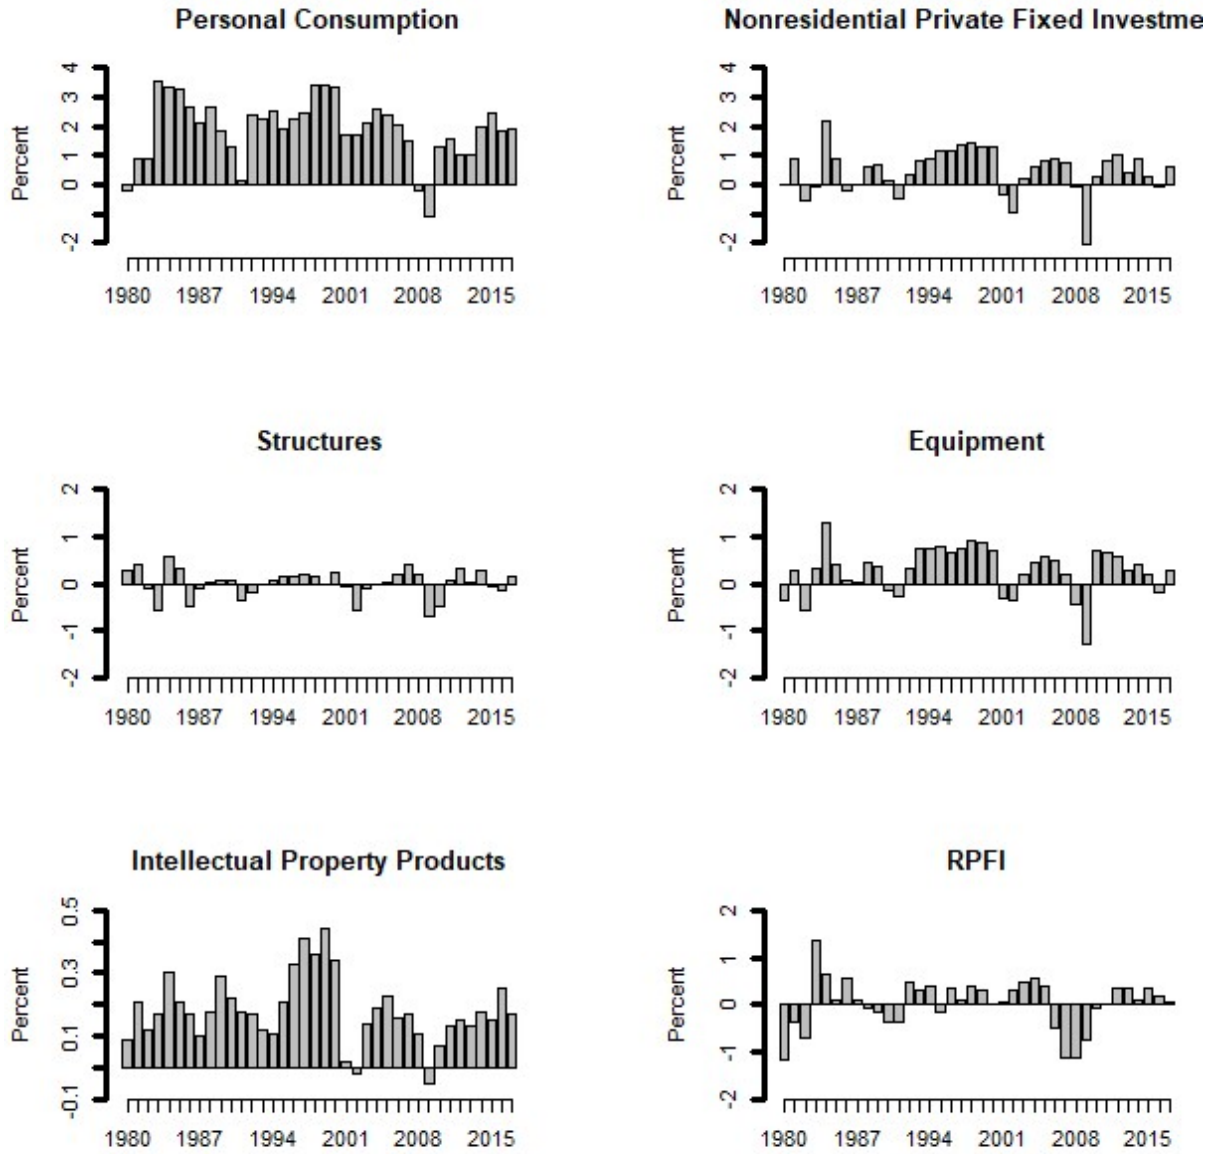 Personal Consumption
Nonresidential Private Fixed Investme
Percent
4
3
2
1
0
-2
1980 1987 1994 2001 2008 2015
Percent
4
3
2
1
0
-2
1980 1987 1994 2001 2008 2015
Structures
Equipment
Percent
2
1
0
-1
-2
1980 1987 1994 2001 2008 2015
Percent
2
1
0
-1
-2
1980 1987 1994 2001 2008 2015
Intellectual Property Products
RPFI
Percent
0.5
0.3
0.1
-0.1
1980 1987 1994 2001 2008 2015
Percent
2
1
0
-1
-2
1980 1987 1994 2001 2008 2015